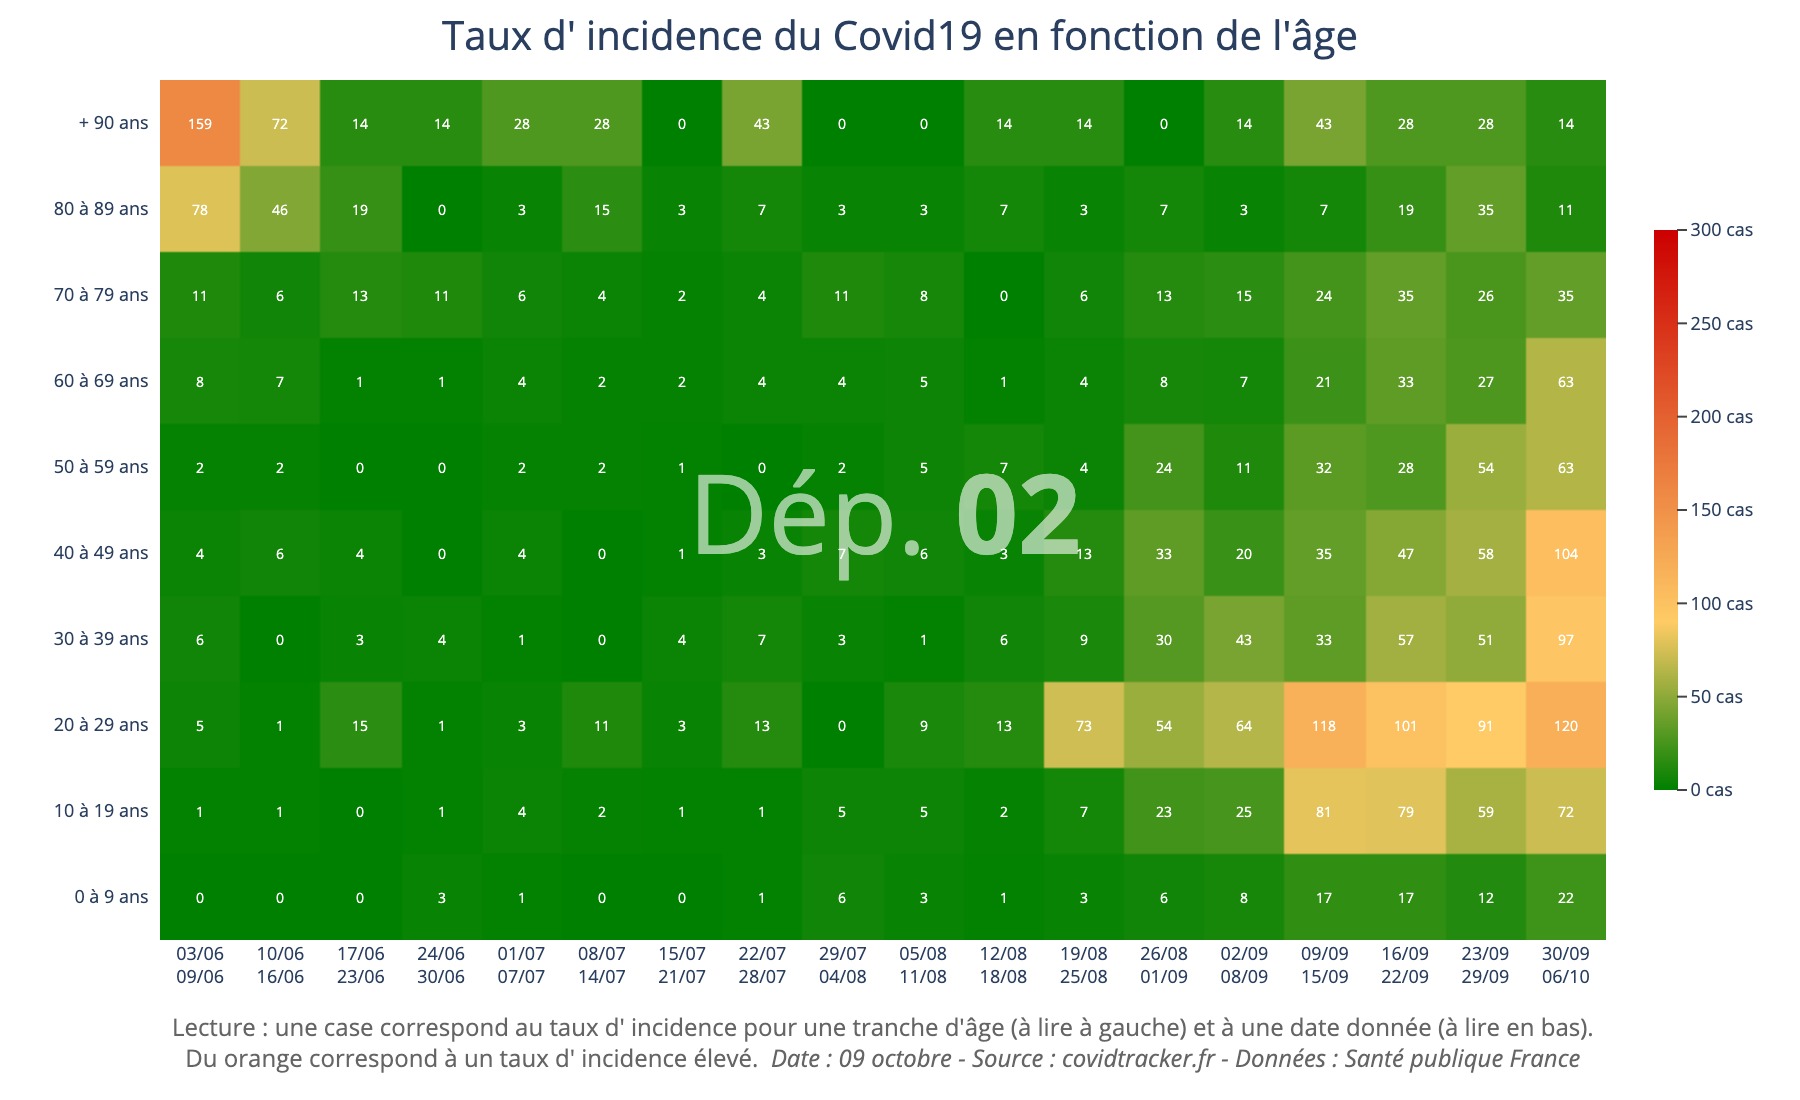 Taux d' incidence du Covid19 en fonction de l'âge
+ 90 ans 159 72 14 14 28 28 0 43 0 0 14 14 0 14 43 28 28 14
80 à 89 ans 78 46 19 0 3 15 3 7 3 3 7 3 7 3 7 19 35 11
70 à 79 ans 11 6 13 11 6 4 2 4 11 8 0 6 13 15 24 35 26 35
60 à 69 ans 8 7 1 1 4 2 2 4 4 5 1 4 8 7 21 33 27 63
50 à 59 ans 2 2 0 0 2 2 1 0 2 5 7 4 24 11 32 28 54 63
Dép. 02
40 à 49 ans 4 6 4 0 4 0 1 3 7 6 3 13 33 20 35 47 58 104
30 à 39 ans 6 0 3 4 1 0 4 7 3 1 6 9 30 43 33 57 51 97
20 à 29 ans 5 1 15 1 3 11 3 13 0 9 13 73 54 64 118 101 91 120
10 à 19 ans 1 1 0 1 4 2 1 1 5 5 2 7 23 25 81 79 59 72
0 à 9 ans 0 0 0 3 1 0 0 1 6 3 1 3 6 8 17 17 12 22
03/06 10/06 17/06 24/06 01/07 08/07 15/07 22/07 29/07 05/08 12/08 19/08 26/08 02/09 09/09 16/09 23/09 30/09
09/06 16/06 23/06 30/06 07/07 14/07 21/07 28/07 04/08 11/08 18/08 25/08 01/09 08/09 15/09 22/09 29/09 06/10
300 cas
250 cas
200 cas
150 cas
100 cas
50 cas
0 cas
Lecture : une case correspond au taux d' incidence pour une tranche d'âge (à lire à gauche) et à une date donnée (à lire en bas).
Du orange correspond à un taux d' incidence élevé. Date : 09 octobre - Source : covidtracker.fr - Données : Santé publique France